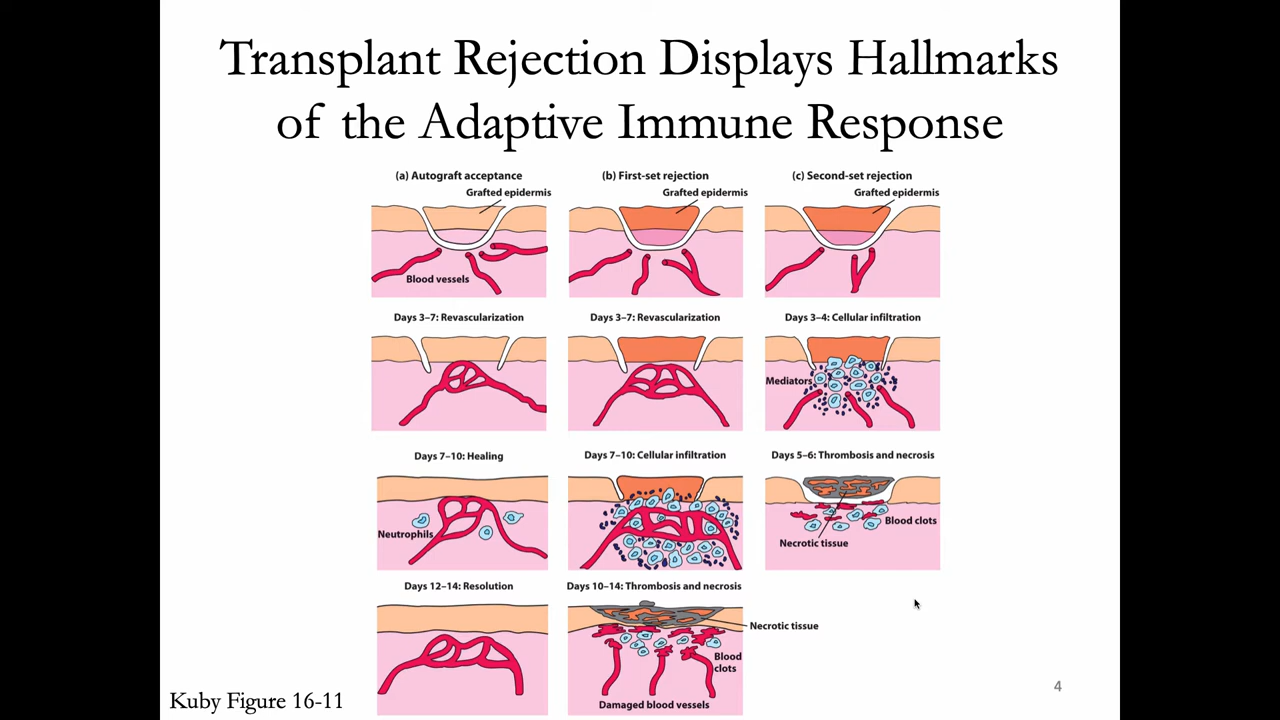 Transplant Rejection Displays Hallmarks
of the Adaptive Immune Response
(a) Autograft acceptance
Grafted epidermis
Blood vessels
Days 3–7: Revascularization
Days 7–10: Healing
Neutrophils
Days 12–14: Resolution
(b) First-set rejection
Grafted epidermis
Days 3–7: Revascularization
Days 7–10: Cellular infiltration
Days 10–14: Thrombosis and necrosis
Necrotic tissue
Blood
clots
Damaged blood vessels
(c) Second-set rejection
Grafted epidermis
Days 3–4: Cellular infiltration
Mediators
Days 5–6: Thrombosis and necrosis
Blood clots
Necrotic tissue
Kuby Figure 16-11
4